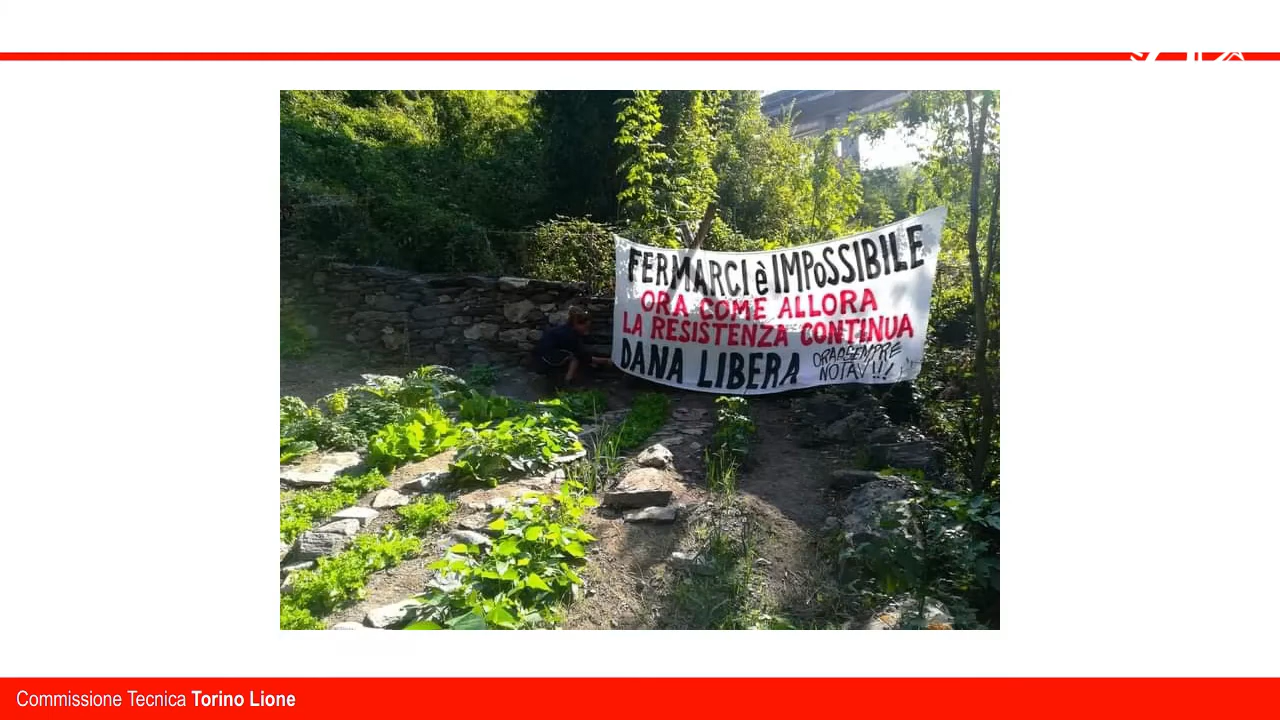 FERMARCI è IMPoSSIBILE
ORA COME ALLORA
LA RESISTENZA CONTINUA
DANA LIBERA
ORA E SEMPRE
NOTAV!!!
Commissione Tecnica Torino Lione